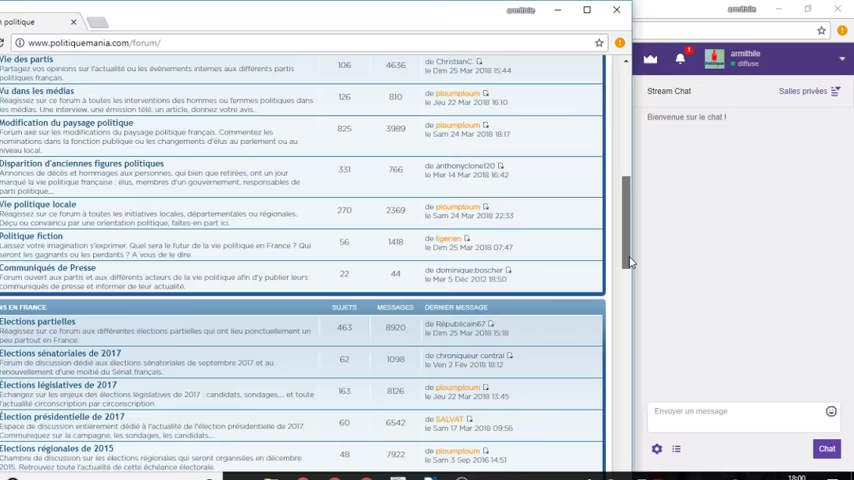 n politique
armithile
armithile
www.politiquemania.com/forum/
Vie des partis
Partagez vos opinions sur l'actualité ou les évènements internes aux différents partis
politiques français.
106 4636
de ChristianC.
le Dim 25 Mar 2018 15:44
Vu dans les médias
Réagissez sur ce forum à toutes les interventions des hommes ou femmes politiques dans
les médias. Une interview, une émission télé, un article, donnez votre avis.
126 810
de ploumploum
le Jeu 22 Mar 2018 16:10
Modification du paysage politique
Forum axé sur les modifications du paysage politique français. Commentez les
nominations dans la fonction publique ou les changements d'élus au parlement ou au
niveau local.
825 3989
de ploumploum
le Sam 24 Mar 2018 18:17
Disparition d'anciennes figures politiques
Annonces de décès et hommages aux personnes, qui bien que retirées, ont un jour
marqué la vie politique française : élus, membres d'un gouvernement, responsables de
parti politique,...
331 766
de anthonyclone120
le Mer 14 Mar 2018 16:42
Vie politique locale
Réagissez sur ce forum à toutes les initiatives locales, départementales ou régionales.
Déçu ou convaincu par une orientation politique, faîtes-en part ici.
270 2369
de ploumploum
le Sam 24 Mar 2018 22:33
Politique fiction
Laissez votre imagination s'exprimer. Quel sera le futur de la vie politique en France ? Qui
seront les gagnants ou les perdants ? A vous de le dire.
56 1418
de ligerien
le Dim 25 Mar 2018 07:47
Communiqués de Presse
Forum ouvert aux partis et aux différents acteurs de la vie politique afin d'y publier leurs
communiqués de presse et informer de leur actualité.
22 44
de dominique.boscher
le Mer 5 Déc 2012 18:50
NS EN FRANCE SUJETS MESSAGES DERNIER MESSAGE
Elections partielles
Réagissez sur ce forum aux différentes élections partielles qui ont lieu ponctuellement un
peu partout en France.
463 8920
de Républicain67
le Dim 25 Mar 2018 15:18
Elections sénatoriales de 2017
Forum de discussion dédié aux élections sénatoriales de septembre 2017 et au
renouvellement d'une moitié du Sénat français.
62 1098
de chroniqueur central
le Ven 2 Fév 2018 18:12
Élections législatives de 2017
Echangez sur les enjeux des élections législatives de 2017 : candidats, sondages,... et toute
l'actualité circonscription par circonscription
163 8126
de ploumploum
le Jeu 22 Mar 2018 13:45
Élection présidentielle de 2017
Espace de discussion entièrement dédié à l'actualité de l'élection présidentielle de 2017.
Communiquez sur la campagne, les sondages, les candidats,...
60 6542
de SALVAT
le Sam 17 Mar 2018 09:56
Elections régionales de 2015
Chambre de discussion sur les élections régionales qui seront organisées en décembre
2015. Retrouvez toute l'actualité de cette échéance électorale.
48 7922
de ploumploum
le Sam 3 Sep 2016 14:51
1
Politique
armithile
diffuse
Stream Chat
Salles privées
Bienvenue sur le chat !
Envoyer un message
Chat
18:00